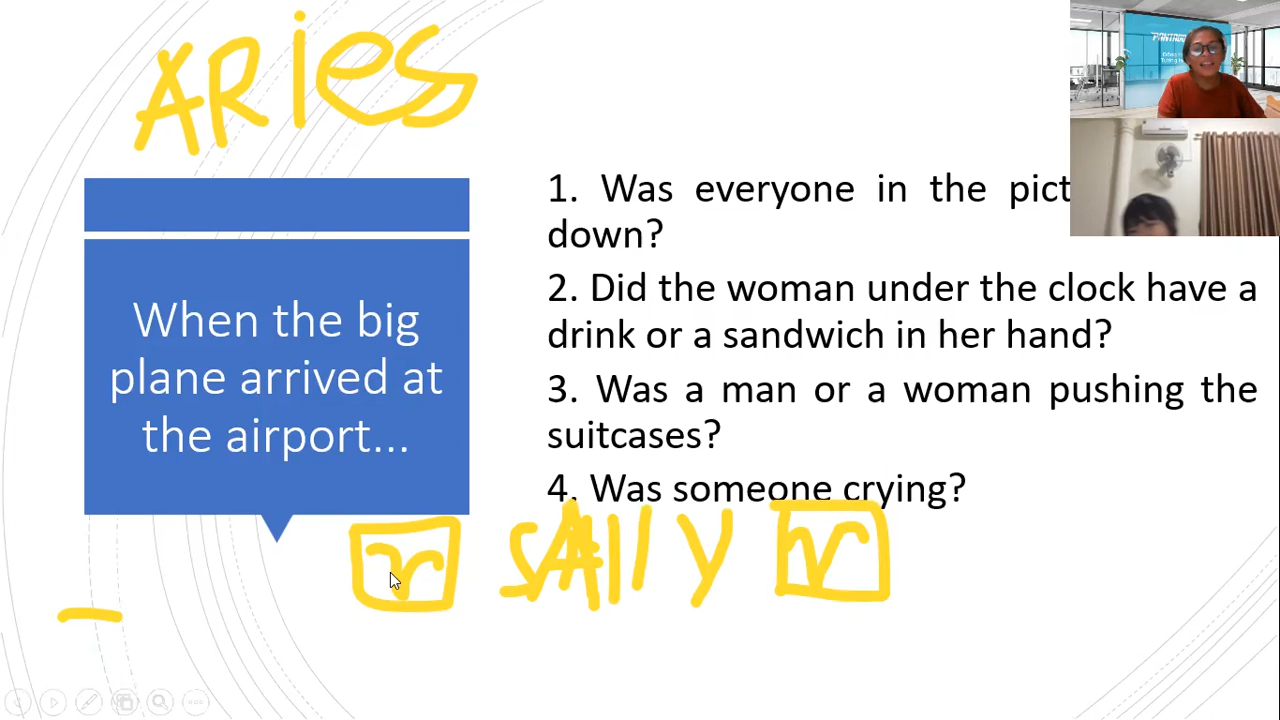 ARies
When the big
plane arrived at
the airport...
1. Was everyone in the
down?
2. Did the woman under the clock have a
drink or a sandwich in her hand?
3. Was a man or a woman pushing the
suitcases?
4. Was someone crying?
sAlly